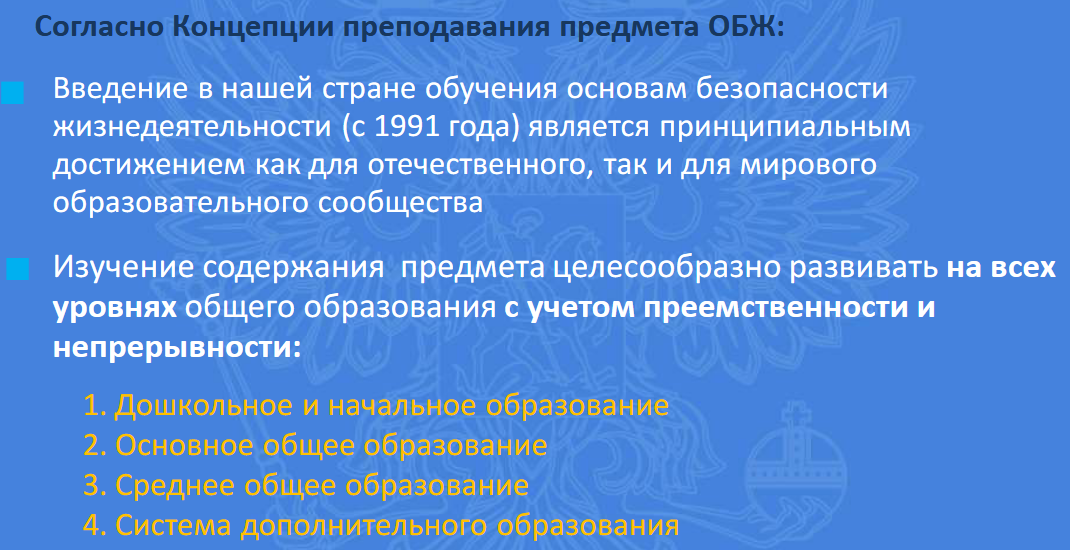 Согласно Концепции преподавания предмета ОБЖ:
Введение в нашей стране обучения основам безопасности
жизнедеятельности (с 1991 года) является принципиальным
достижением как для отечественного, так и для мирового
образовательного сообщества
Изучение содержания предмета целесообразно развивать на всех
уровнях общего образования с учетом преемственности и
непрерывности:
1. Дошкольное и начальное образование
2. Основное общее образование
3. Среднее общее образование
4. Система дополнительного образования